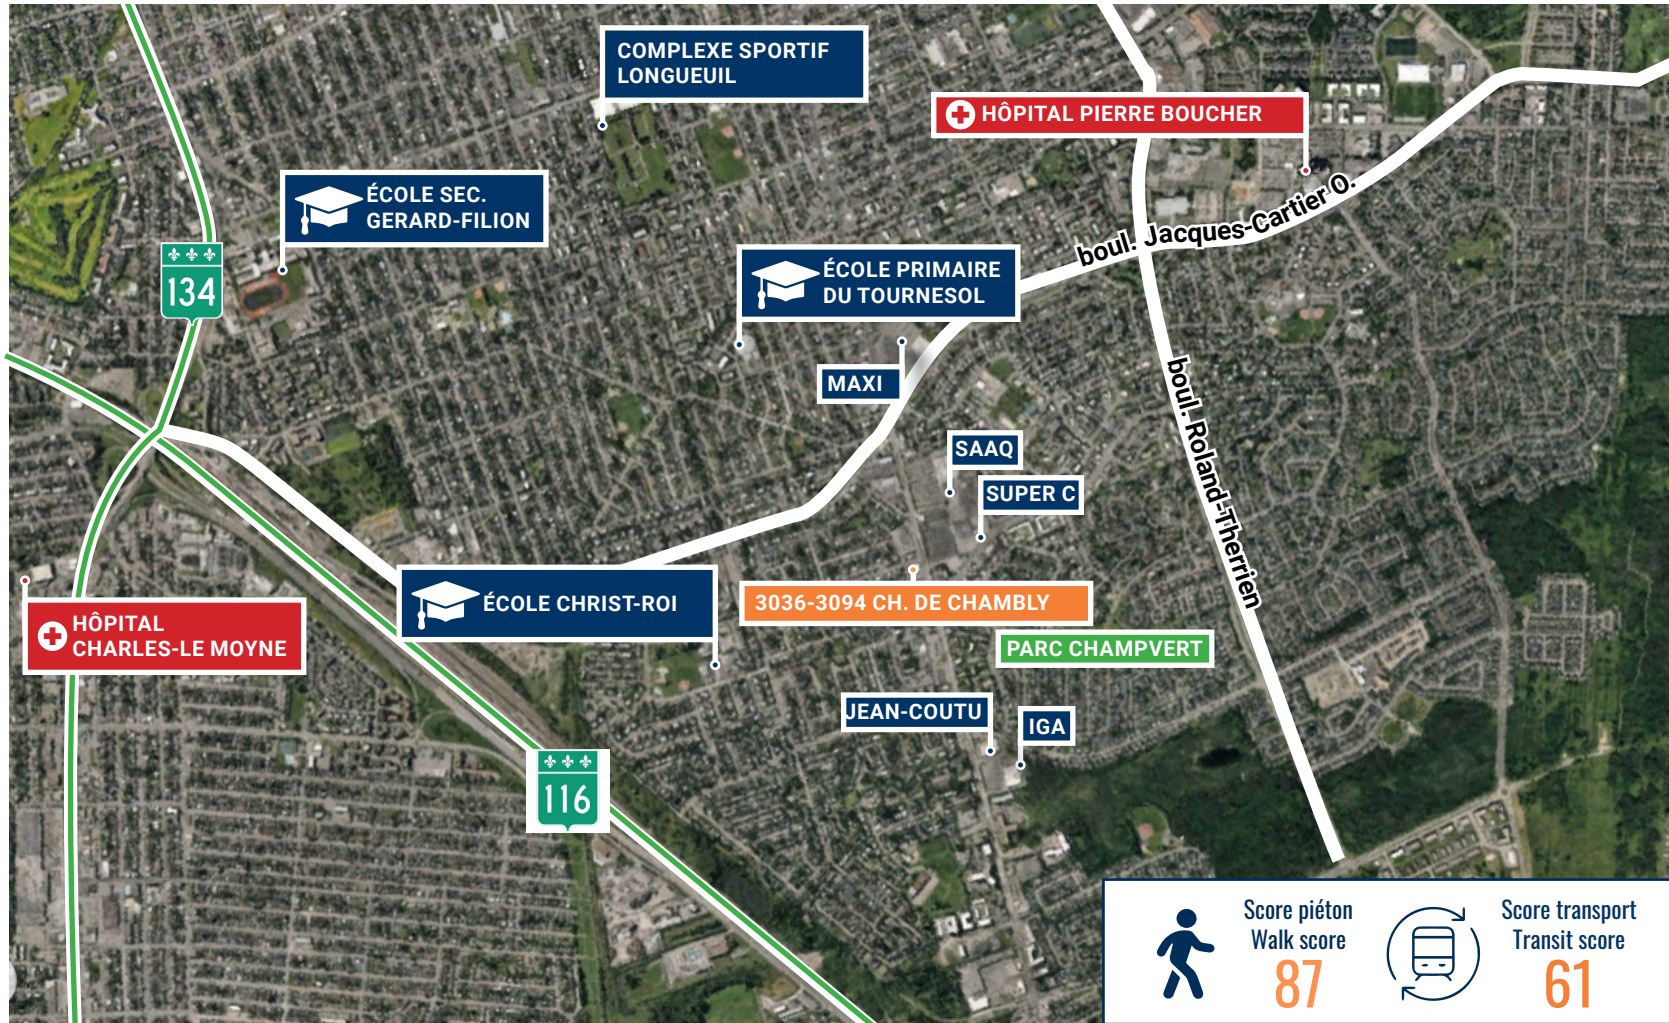 COMPLEXE SPORTIF
LONGUEUIL
HÔPITAL PIERRE BOUCHER
ÉCOLE SEC.
GERARD-FILION
boul. Jacques-Cartier O.
134
ÉCOLE PRIMAIRE
DU TOURNESOL
MAXI
boul. Roland-Therrien
SAAQ
SUPER C
ÉCOLE CHRIST-ROI
3036-3094 CH. DE CHAMBLY
HÔPITAL
CHARLES-LE MOYNE
PARC CHAMPVERT
JEAN-COUTU
IGA
116
Score piéton
Walk score
87
Score transport
Transit score
61